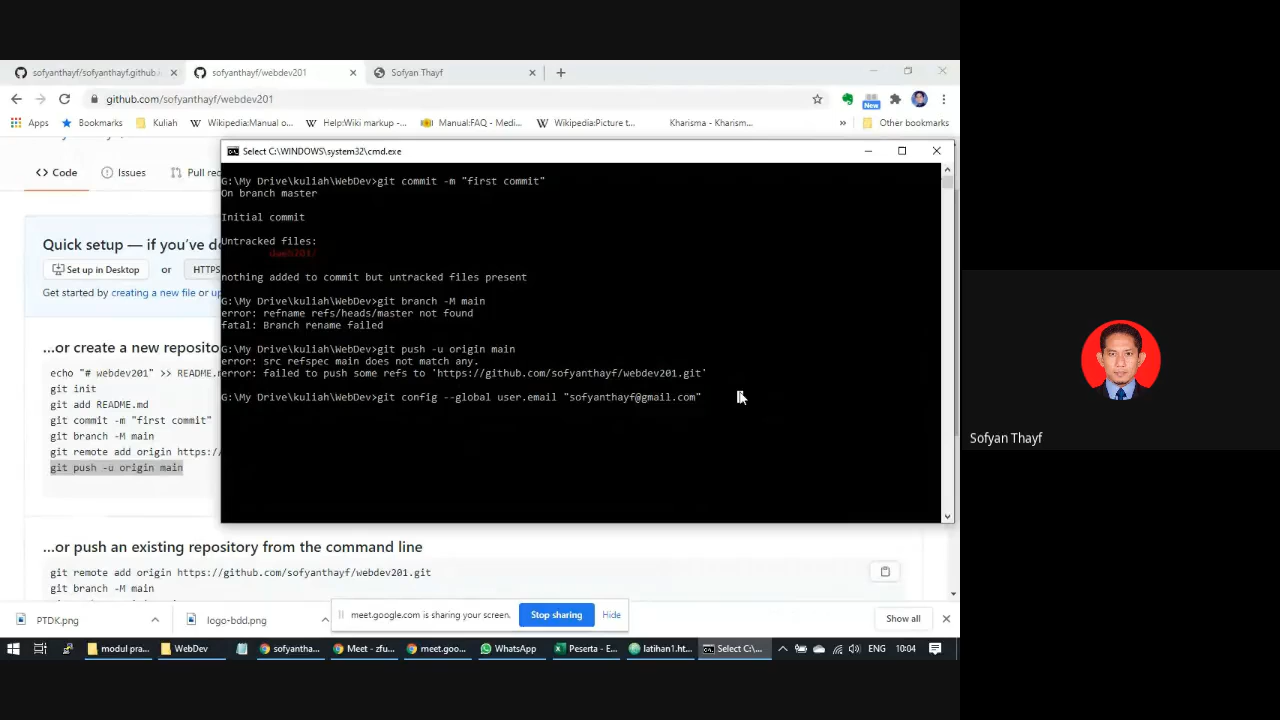 sofyanthayf/sofyanthayf.github.
sofyanthayf/webdev201
Sofyan Thayf
github.com/sofyanthayf/webdev201
Apps
Bookmarks
Kuliah
Wikipedia:Manual o...
Help:Wiki markup -...
Manual:FAQ - Medi...
Wikipedia:Picture t...
Kharisma - Kharism...
»
Other bookmarks
New
Select C:\WINDOWS\system32\cmd.exe
Code
Issues
Pull rec
G:\My Drive\kuliah\WebDev>git commit -m "first commit"
On branch master
Initial commit
Untracked files:
nothing added to commit but untracked files present
G:\My Drive\kuliah\WebDev>git branch -M main
error: refname refs/heads/master not found
fatal: Branch rename failed
G:\My Drive\kuliah\WebDev>git push -u origin main
error: src refspec main does not match any.
error: failed to push some refs to 'https://github.com/sofyanthayf/webdev201.git'
G:\My Drive\kuliah\WebDev>git config --global user.email "sofyanthayf@gmail.com"
Quick setup — if you've do
Set up in Desktop
or
HTTPS
Get started by creating a new file or up
...or create a new reposito
echo "# webdev201" >> README.m
git init
git add README.md
git commit -m "first commit"
git branch -M main
git remote add origin https:/
git push -u origin main
...or push an existing repository from the command line
git remote add origin https://github.com/sofyanthayf/webdev201.git
git branch -M main
Sofyan Thayf
PTDK.png
logo-bdd.png
meet.google.com is sharing your screen.
Stop sharing
Hide
Show all
modul pra...
WebDev
sofyantha...
Meet - zfu...
meet.goo...
WhatsApp
Peserta - E...
latihan1.ht...
Select C:\...
ENG
10:04